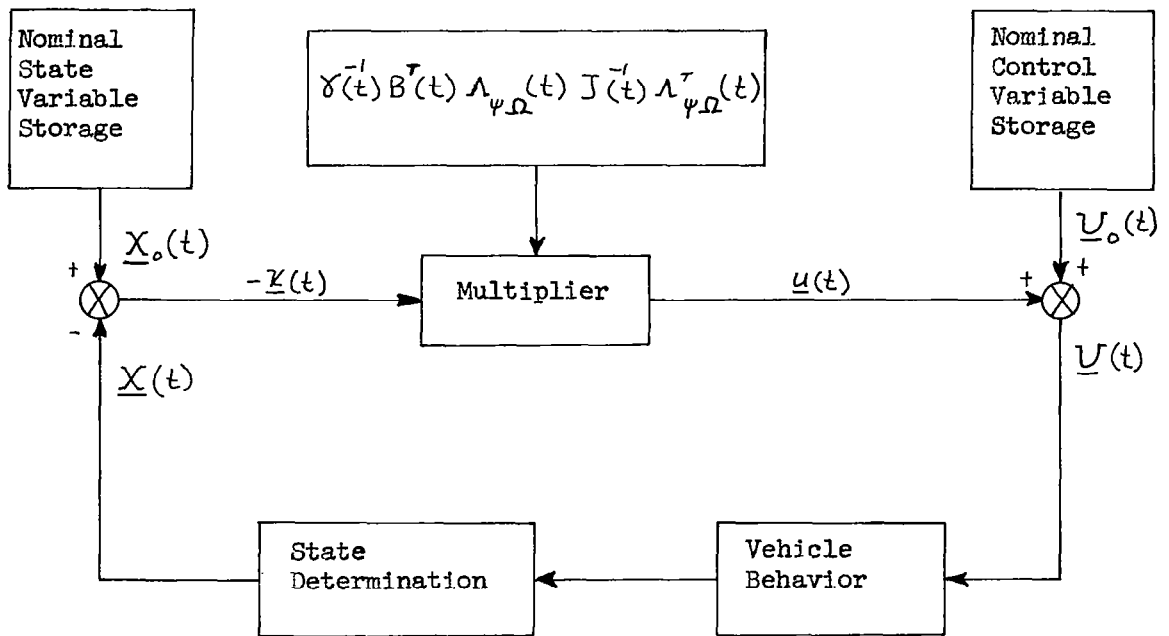 Nominal
State
Variable
Storage
γ(t)⁻¹ Bᵀ(t) Λ_ψΩ(t) J(t)⁻¹ Λᵀ_ψΩ(t)
Nominal
Control
Variable
Storage
X₀(t)
U₀(t)
+
+
-x(t)
Multiplier
u(t)
+
-
X(t)
U(t)
State
Determination
Vehicle
Behavior